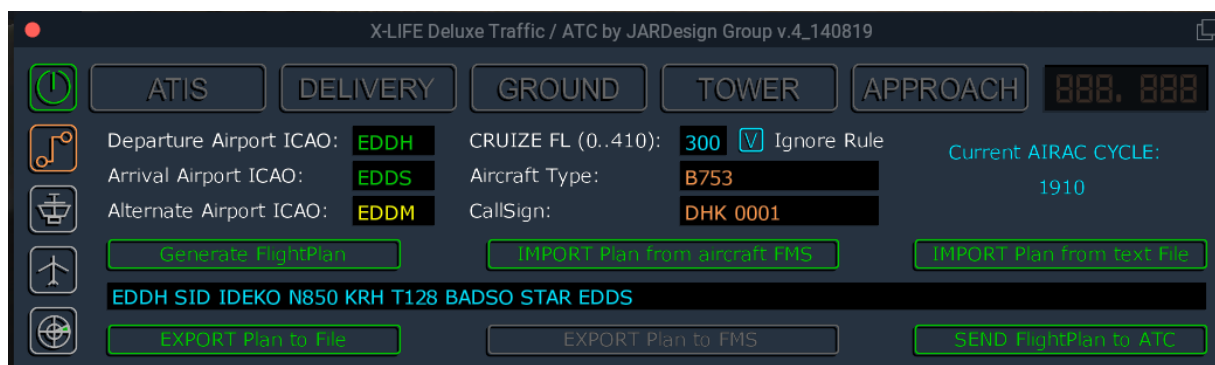 X-LIFE Deluxe Traffic / ATC by JARDesign Group v.4_140819
ATIS DELIVERY GROUND TOWER APPROACH 888. 888
Departure Airport ICAO: EDDH CRUIZE FL (0..410): 300 V Ignore Rule
Current AIRAC CYCLE:
Arrival Airport ICAO: EDDS Aircraft Type: B753
1910
Alternate Airport ICAO: EDDM CallSign: DHK 0001
Generate FlightPlan IMPORT Plan from aircraft FMS IMPORT Plan from text File
EDDH SID IDEKO N850 KRH T128 BADSO STAR EDDS
EXPORT Plan to File EXPORT Plan to FMS SEND FlightPlan to ATC